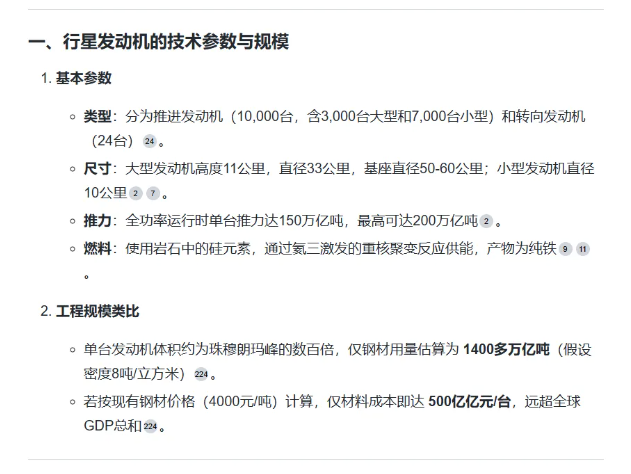 一、行星发动机的技术参数与规模
1. 基本参数
类型：分为推进发动机（10,000台，含3,000台大型和7,000台小型）和转向发动机
（24台） 24 。
尺寸：大型发动机高度11公里，直径33公里，基座直径50-60公里；小型发动机直径
10公里 2 7 。
推力：全功率运行时单台推力达150万亿吨，最高可达200万亿吨 2 。
燃料：使用岩石中的硅元素，通过氦三激发的重核聚变反应供能，产物为纯铁 9 11
。
2. 工程规模类比
单台发动机体积约为珠穆朗玛峰的数百倍，仅钢材用量估算为 1400多万亿吨（假设
密度8吨/立方米） 224 。
若按现有钢材价格（4000元/吨）计算，仅材料成本即达 500亿亿元/台，远超全球
GDP总和 224 。